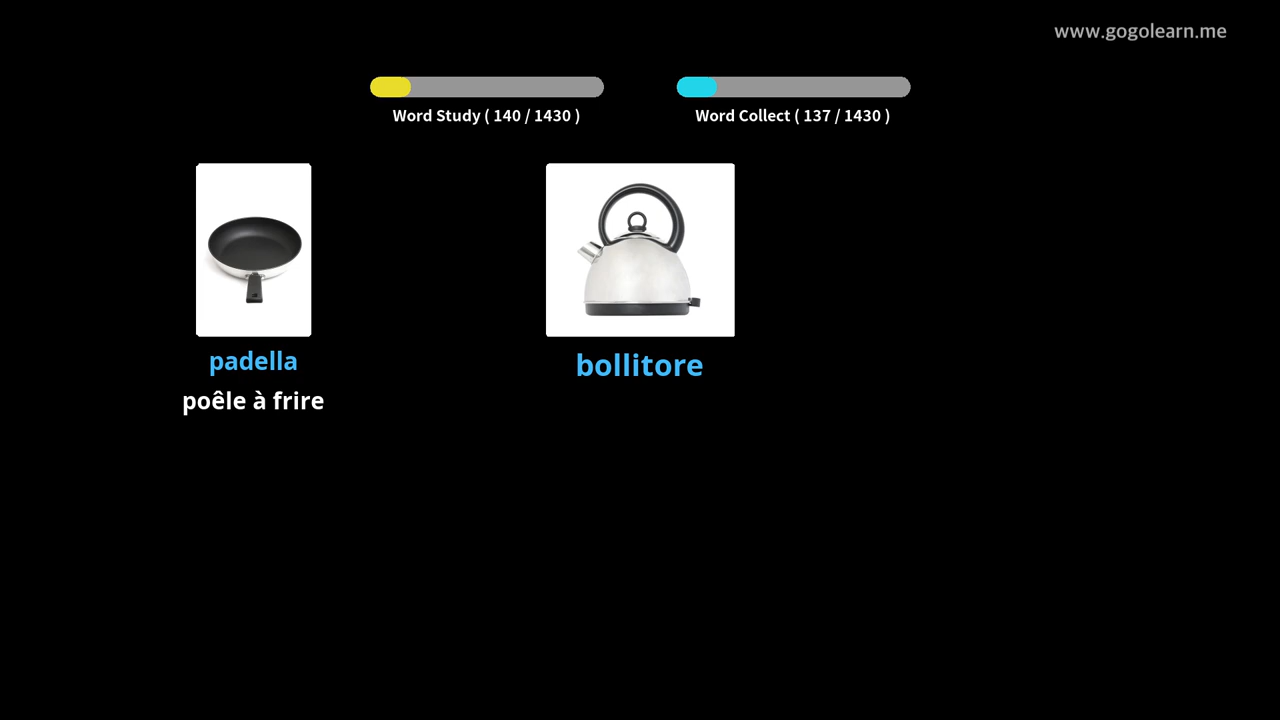 www.gogolearn.me
Word Study ( 140 / 1430 )
Word Collect ( 137 / 1430 )
padella
poêle à frire
bollitore